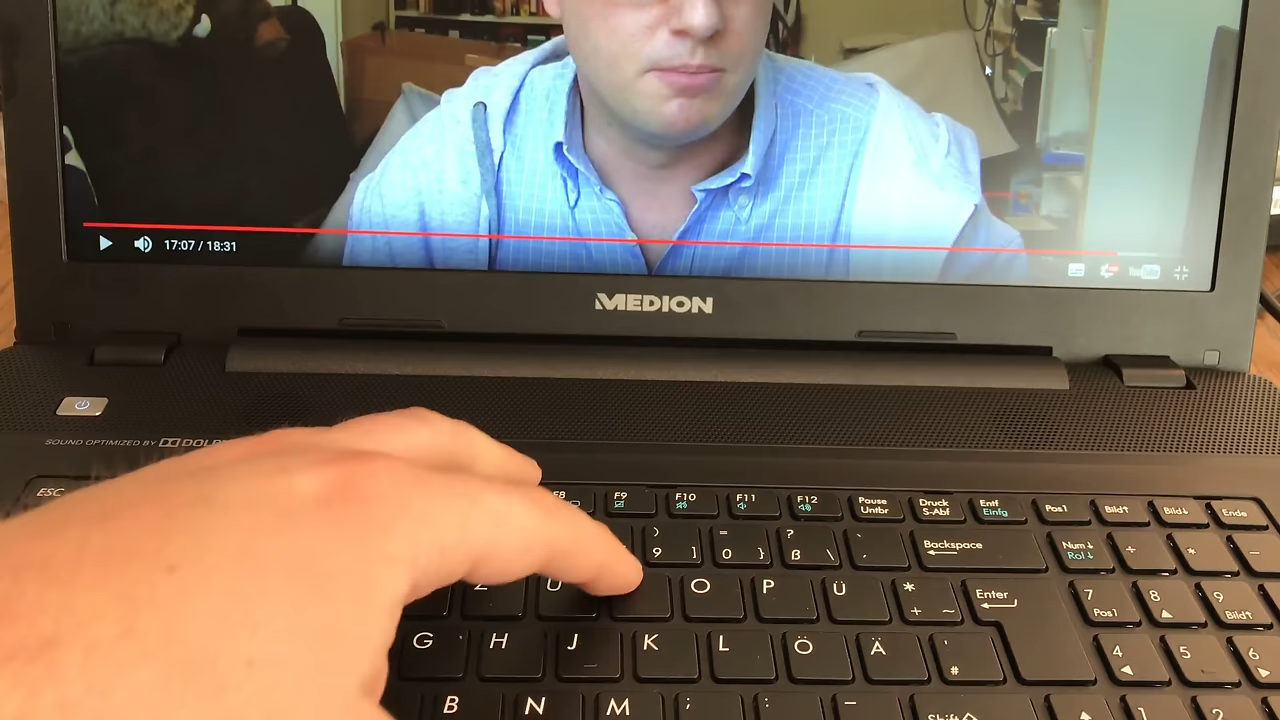 17:07 / 18:31
YouTube
MEDION
SOUND OPTIMIZED BY DOLBY
ESC F8 F9 F10 F11 F12 Pause Untbr Druck S-Abf Entf Einfg Pos1 Bild↑ Bild↓ Ende
) 9 ] = 0 } ? ß \ ` ´ Backspace Num↓ Rol↓ + * −
Z U O P Ü * + ~ Enter 7 Pos1 8 ▲ 9 Bild↑
G H J K L Ö Ä ' # 4 ◀ 5 6 ▶
B N M ; : _ Shift ▲ 1 2